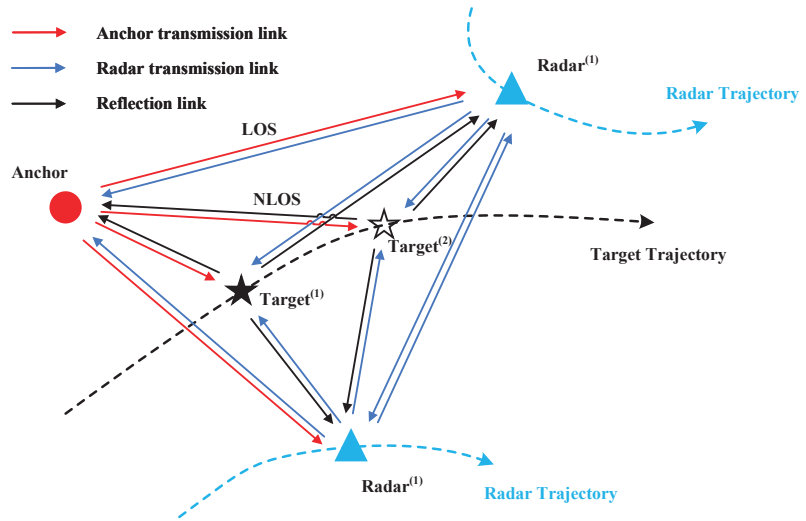 Anchor transmission link
Radar transmission link
Reflection link
Radar(1)
Radar Trajectory
LOS
Anchor
NLOS
Target(2)
Target Trajectory
Target(1)
Radar(1)
Radar Trajectory